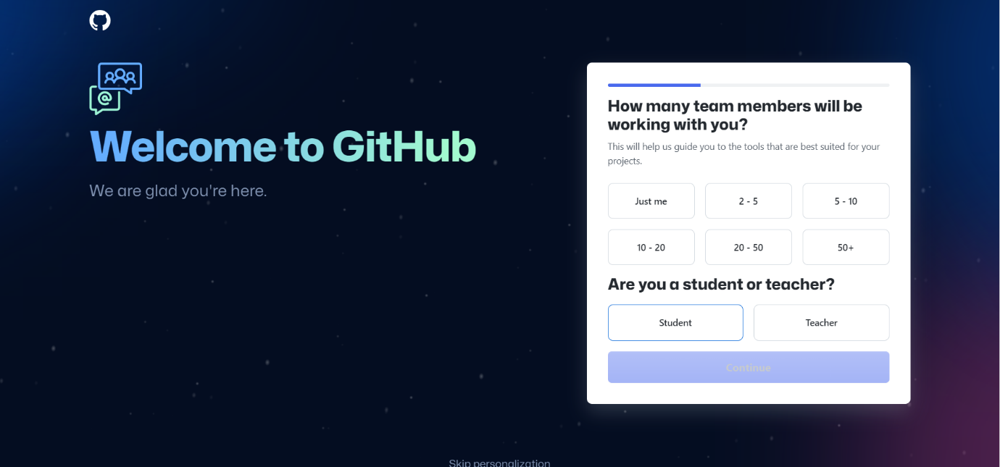 @
Welcome to GitHub
We are glad you're here.
How many team members will be
working with you?
This will help us guide you to the tools that are best suited for your
projects.
Just me
2 - 5
5 - 10
10 - 20
20 - 50
50+
Are you a student or teacher?
Student
Teacher
Continue
Skip personalization